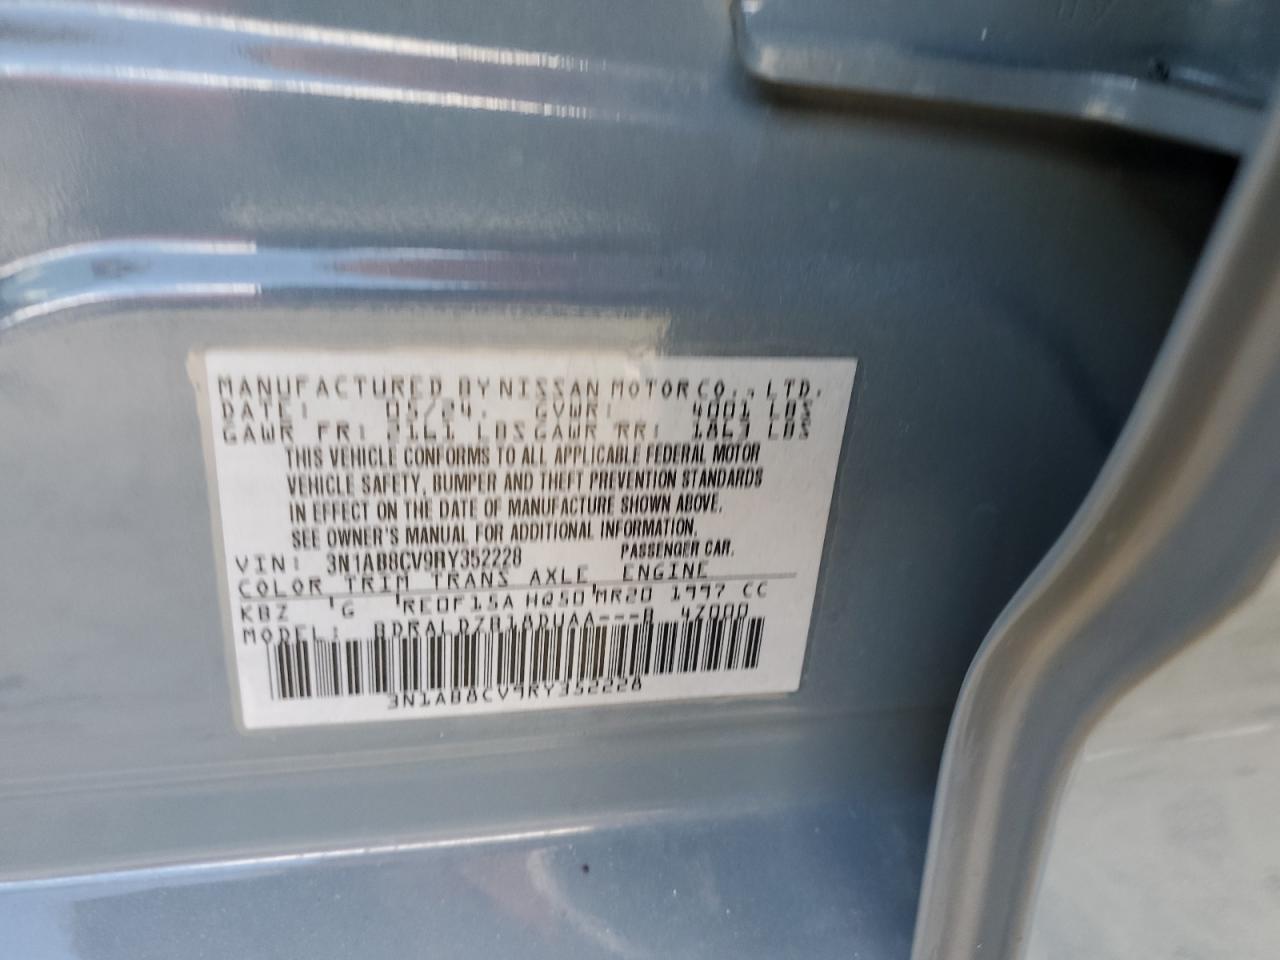 MANUFACTURED BY NISSAN MOTOR CO., LTD.
DATE: 05/24. GVWR: 4001 LBS
GAWR FR: 2161 LBS GAWR RR: 1869 LBS
THIS VEHICLE CONFORMS TO ALL APPLICABLE FEDERAL MOTOR
VEHICLE SAFETY, BUMPER AND THEFT PREVENTION STANDARDS
IN EFFECT ON THE DATE OF MANUFACTURE SHOWN ABOVE.
SEE OWNER'S MANUAL FOR ADDITIONAL INFORMATION.
VIN: 3N1AB8CV9RY352228 PASSENGER CAR.
COLOR TRIM TRANS AXLE ENGINE
KBZ G RE0F15A HQ50 MR20 1997 CC
MODEL: 47000
3N1AB8CV9RY352228